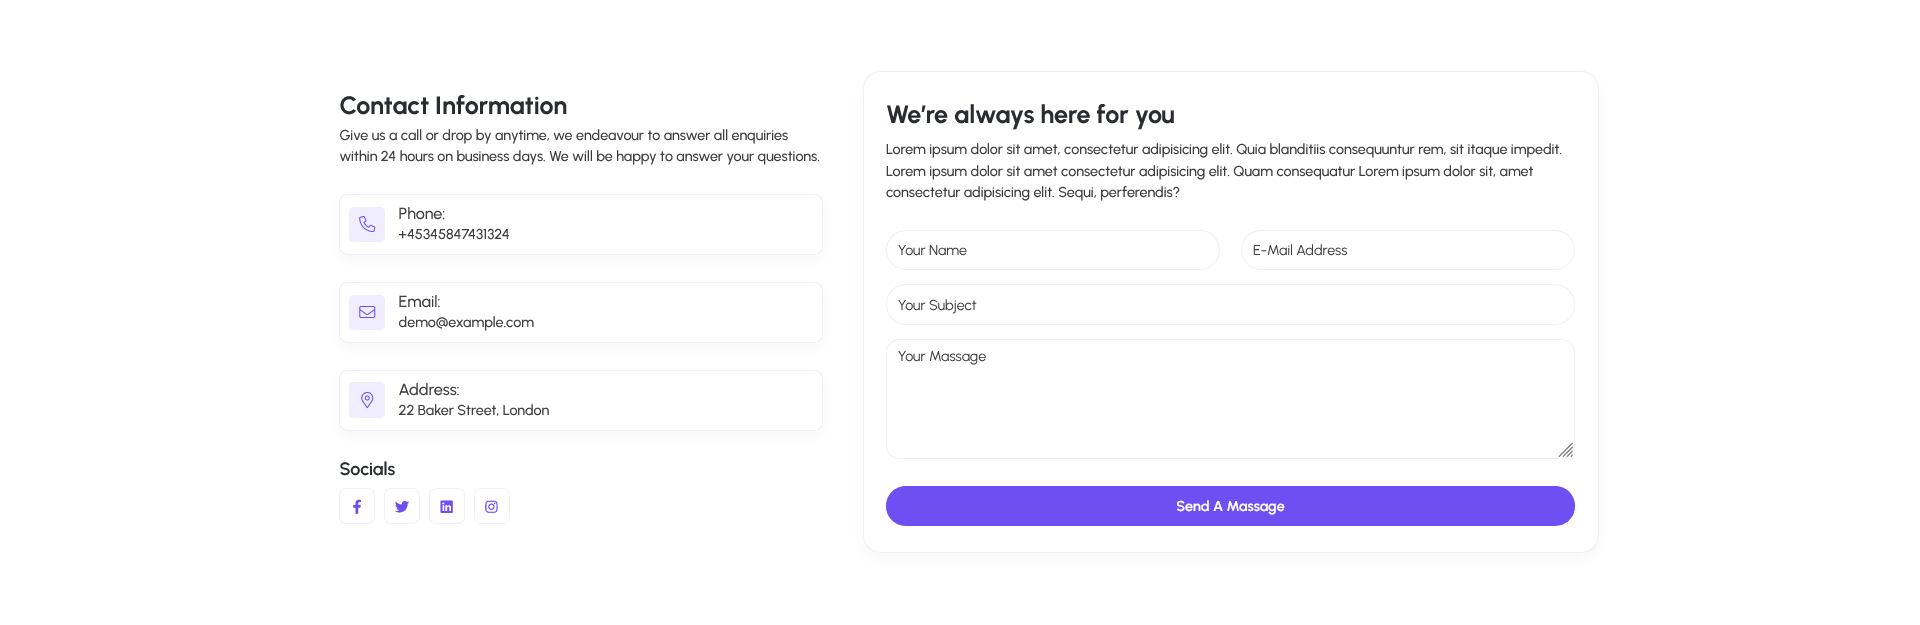 Contact Information
Give us a call or drop by anytime, we endeavour to answer all enquiries
within 24 hours on business days. We will be happy to answer your questions.
Phone:
+45345847431324
Email:
demo@example.com
Address:
22 Baker Street, London
Socials
We're always here for you
Lorem ipsum dolor sit amet, consectetur adipisicing elit. Quia blanditiis consequuntur rem, sit itaque impedit.
Lorem ipsum dolor sit amet consectetur adipisicing elit. Quam consequatur Lorem ipsum dolor sit, amet
consectetur adipisicing elit. Sequi, perferendis?
Your Name
E-Mail Address
Your Subject
Your Massage
Send A Massage